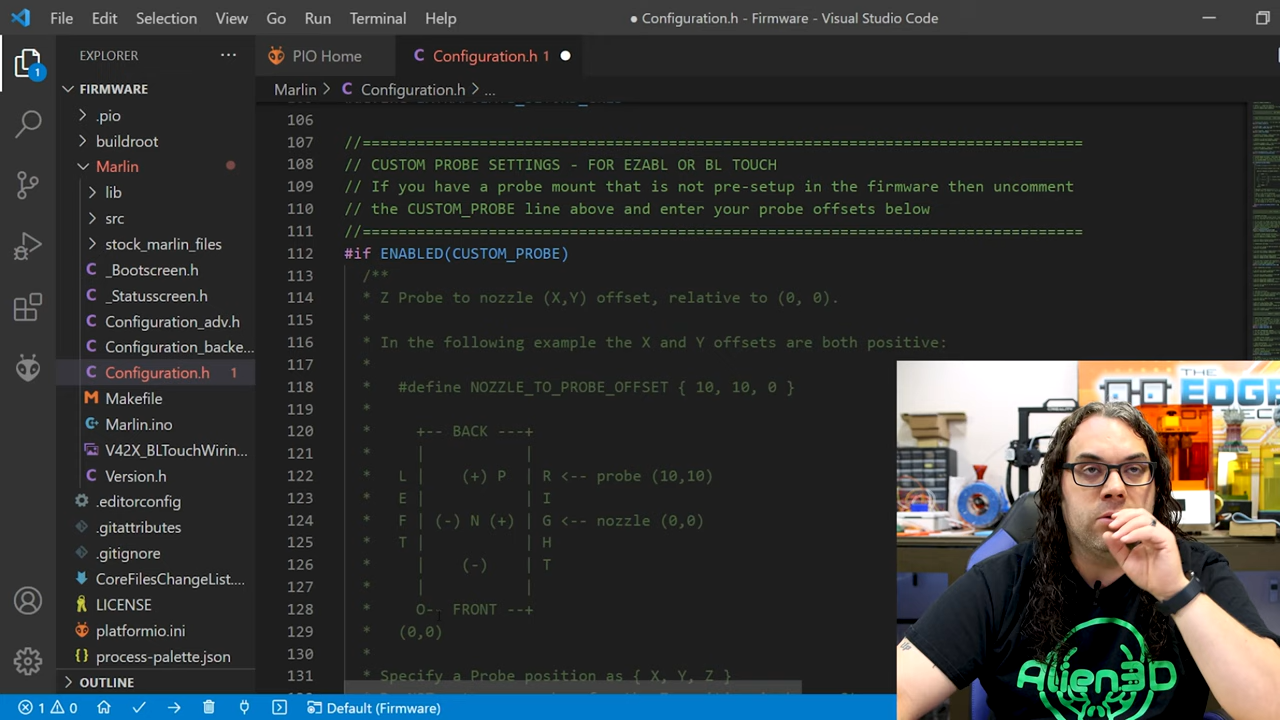 File Edit Selection View Go Run Terminal Help
● Configuration.h - Firmware - Visual Studio Code
EXPLORER ···
PIO Home
C Configuration.h 1
FIRMWARE
Marlin > C Configuration.h > ...
.pio
buildroot
Marlin
lib
src
stock_marlin_files
C _Bootscreen.h
C _Statusscreen.h
C Configuration_adv.h
C Configuration_backe...
C Configuration.h 1
M Makefile
Marlin.ino
V42X_BLTouchWirin...
C Version.h
.editorconfig
.gitattributes
.gitignore
CoreFilesChangeList....
LICENSE
platformio.ini
process-palette.json
OUTLINE
106
107 //================================================================================
108 // CUSTOM PROBE SETTINGS - FOR EZABL OR BL TOUCH
109 // If you have a probe mount that is not pre-setup in the firmware then uncomment
110 // the CUSTOM_PROBE line above and enter your probe offsets below
111 //================================================================================
112 #if ENABLED(CUSTOM_PROBE)
113 /**
114 * Z Probe to nozzle (X,Y) offset, relative to (0, 0).
115 *
116 * In the following example the X and Y offsets are both positive:
117 *
118 * #define NOZZLE_TO_PROBE_OFFSET { 10, 10, 0 }
119 *
120 * +-- BACK ---+
121 * | |
122 * L | (+) P | R <-- probe (10,10)
123 * E | | I
124 * F | (-) N (+) | G <-- nozzle (0,0)
125 * T | | H
126 * | (-) | T
127 * | |
128 * O-- FRONT --+
129 * (0,0)
130 *
131 * Specify a Probe position as { X, Y, Z }
THE
EDGE
OF TECH
Alien3D
1
1 0
Default (Firmware)